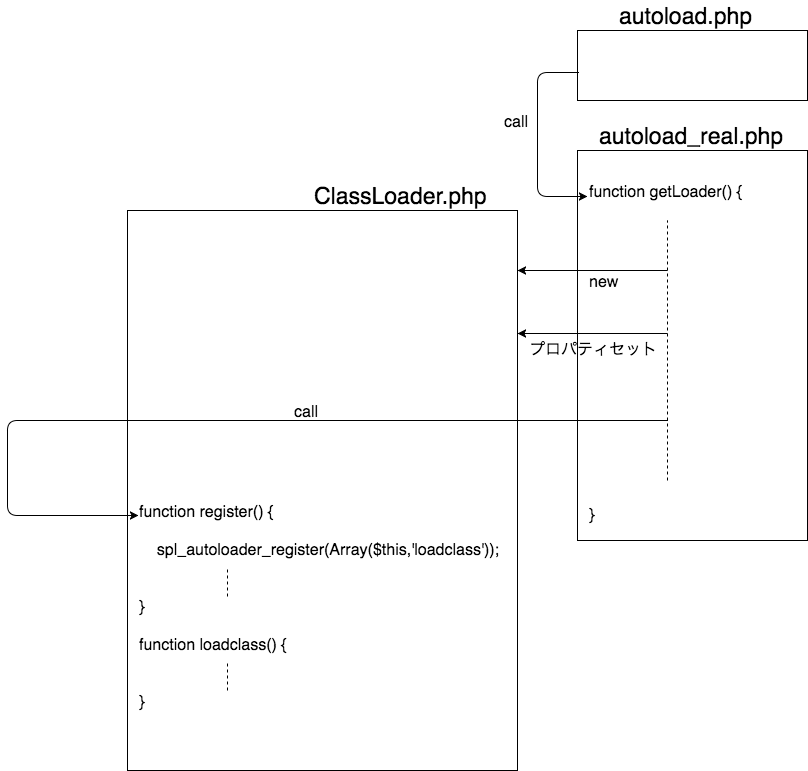 autoload.php
call
autoload_real.php
function getLoader() {
new
プロパティセット
}
ClassLoader.php
call
function register() {
spl_autoloader_register(Array($this,'loadclass'));
}
function loadclass() {
}